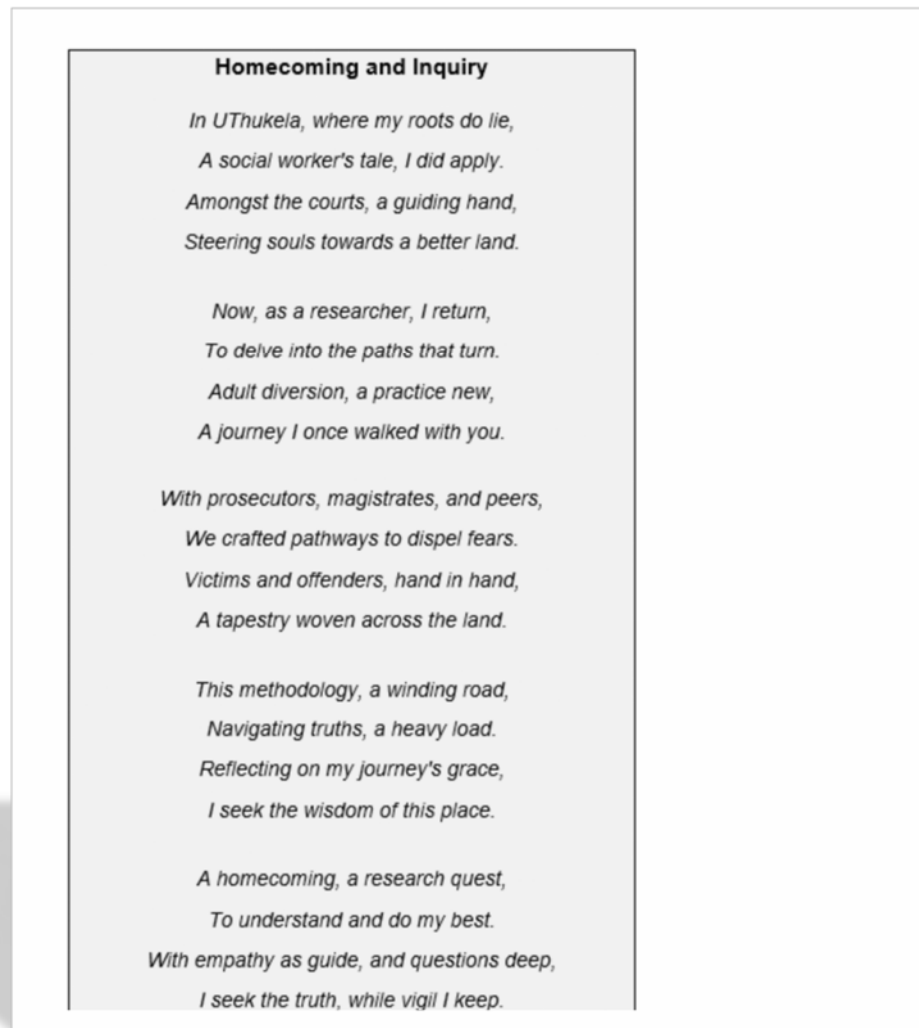 Homecoming and Inquiry
In UThukela, where my roots do lie,
A social worker's tale, I did apply.
Amongst the courts, a guiding hand,
Steering souls towards a better land.
Now, as a researcher, I return,
To delve into the paths that turn.
Adult diversion, a practice new,
A journey I once walked with you.
With prosecutors, magistrates, and peers,
We crafted pathways to dispel fears.
Victims and offenders, hand in hand,
A tapestry woven across the land.
This methodology, a winding road,
Navigating truths, a heavy load.
Reflecting on my journey's grace,
I seek the wisdom of this place.
A homecoming, a research quest,
To understand and do my best.
With empathy as guide, and questions deep,
I seek the truth, while vigil I keep.